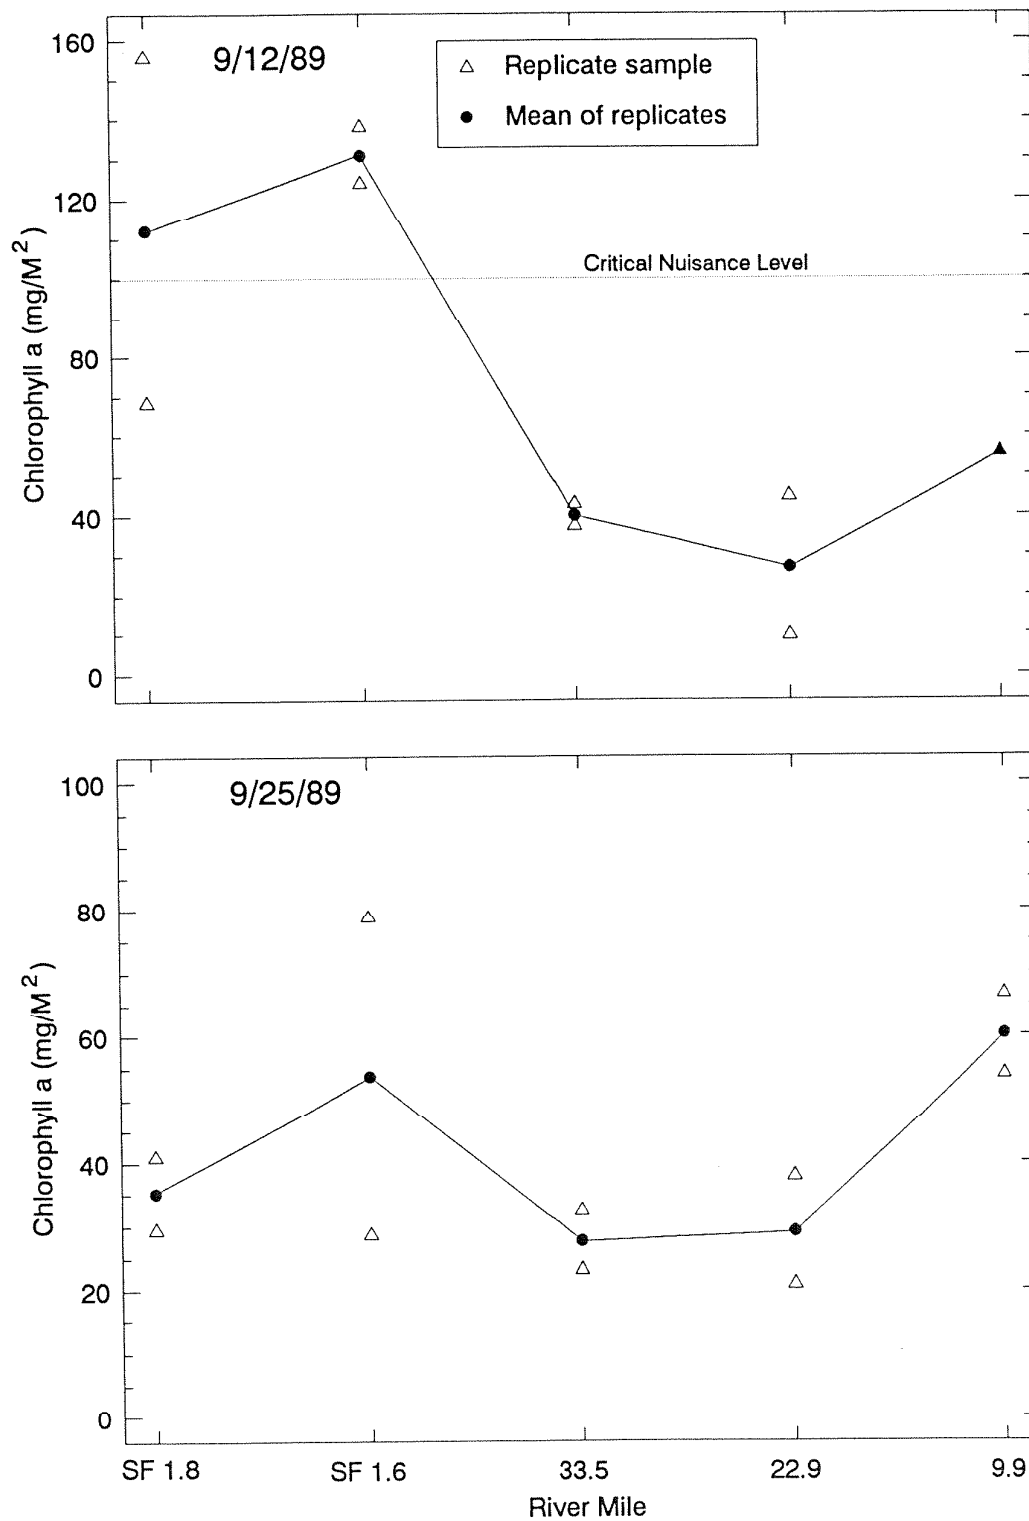 160
120
80
40
0
Chlorophyll a (mg/M²)
9/12/89
Replicate sample
Mean of replicates
Critical Nuisance Level
100
80
60
40
20
0
Chlorophyll a (mg/M²)
9/25/89
SF 1.8 SF 1.6 33.5 22.9 9.9
River Mile